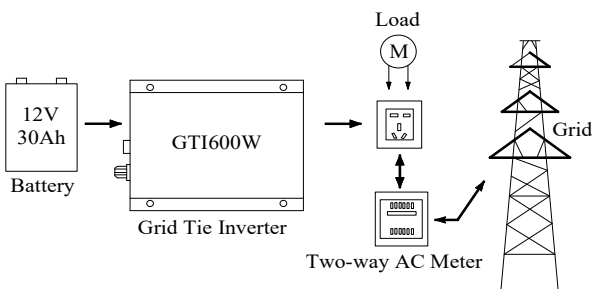 Load
M
12V
30Ah
GTI600W
Grid
Battery
Grid Tie Inverter
Two-way AC Meter